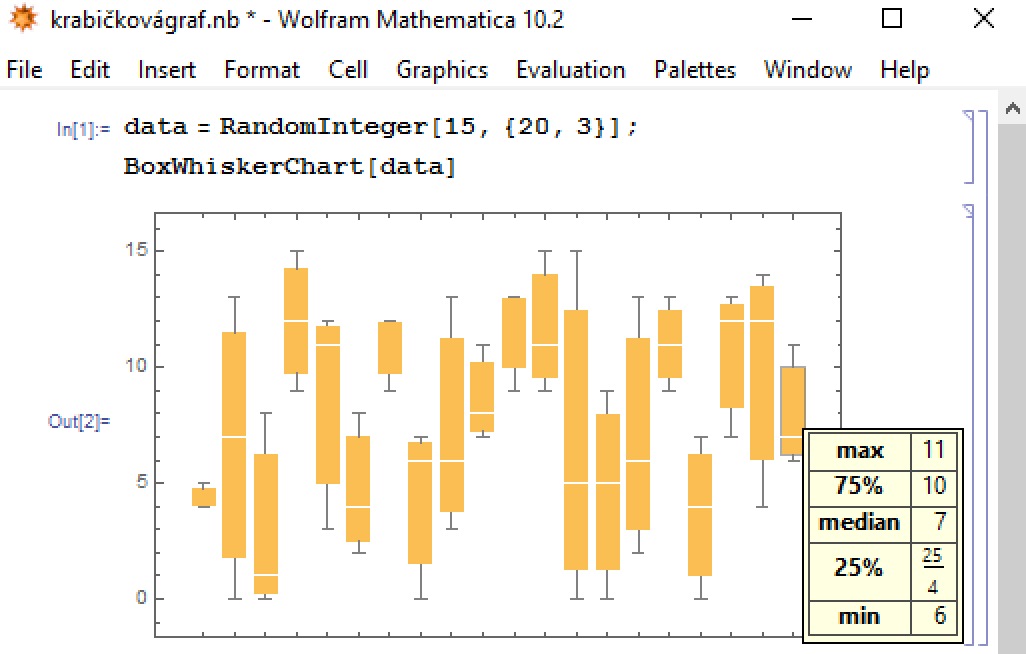 krabičkovágraf.nb * - Wolfram Mathematica 10.2
File Edit Insert Format Cell Graphics Evaluation Palettes Window Help
In[1]:= data = RandomInteger[15, {20, 3}];
BoxWhiskerChart[data]
Out[2]=
15
10
5
0
max 11
75% 10
median 7
25% 25/4
min 6